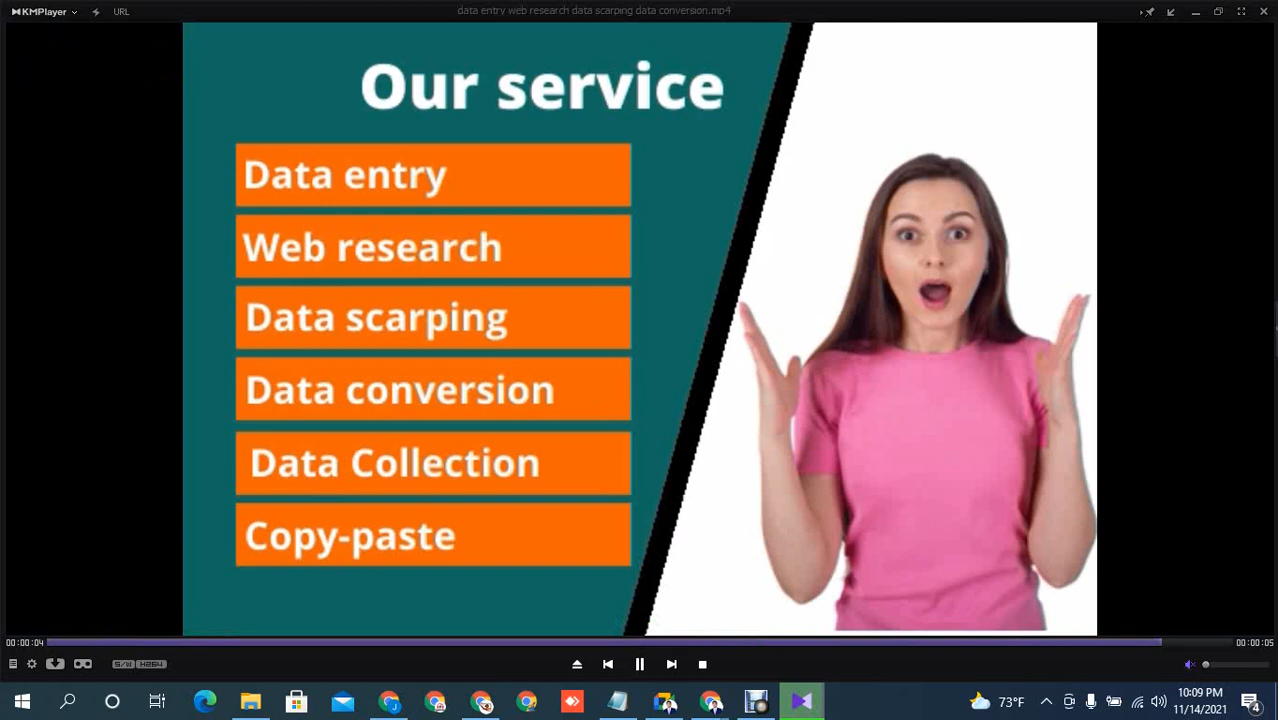 KMPlayer
URL
data entry web research data scarping data conversion.mp4
Our service
Data entry
Web research
Data scarping
Data conversion
Data Collection
Copy-paste
00:00:04
00:00:05
S/W H264
73°F
10:09 PM
11/14/2021
4